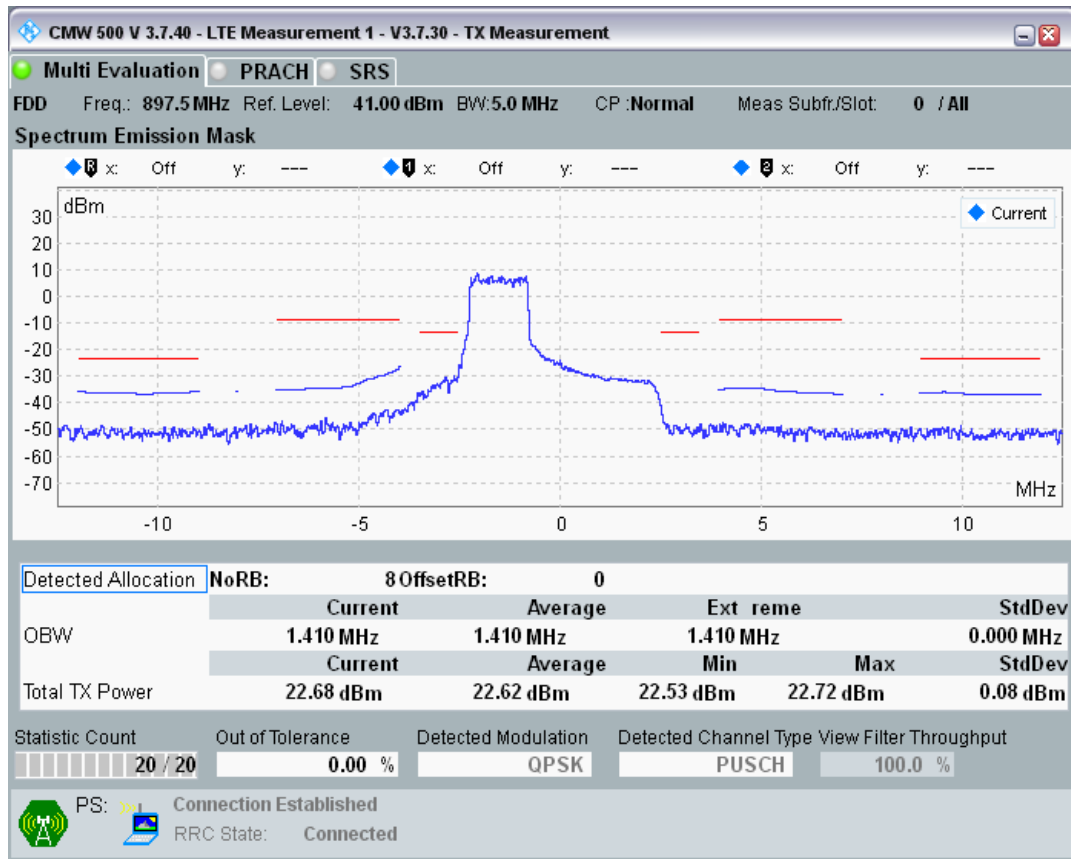 CMW 500 V 3.7.40 - LTE Measurement 1 - V3.7.30 - TX Measurement
Multi Evaluation PRACH SRS
FDD Freq.: 897.5 MHz Ref. Level: 41.00 dBm BW:5.0 MHz CP :Normal Meas Subfr./Slot: 0 / All
Spectrum Emission Mask
R x: Off y: --- 1 x: Off y: --- 2 x: Off y: ---
dBm
Current
30
20
10
0
-10
-20
-30
-40
-50
-60
-70
MHz
-10 -5 0 5 10
Detected Allocation NoRB: 8 OffsetRB: 0
Current Average Ext reme StdDev
OBW 1.410 MHz 1.410 MHz 1.410 MHz 0.000 MHz
Current Average Min Max StdDev
Total TX Power 22.68 dBm 22.62 dBm 22.53 dBm 22.72 dBm 0.08 dBm
Statistic Count Out of Tolerance Detected Modulation Detected Channel Type View Filter Throughput
20 / 20 0.00 % QPSK PUSCH 100.0 %
PS: Connection Established
RRC State: Connected